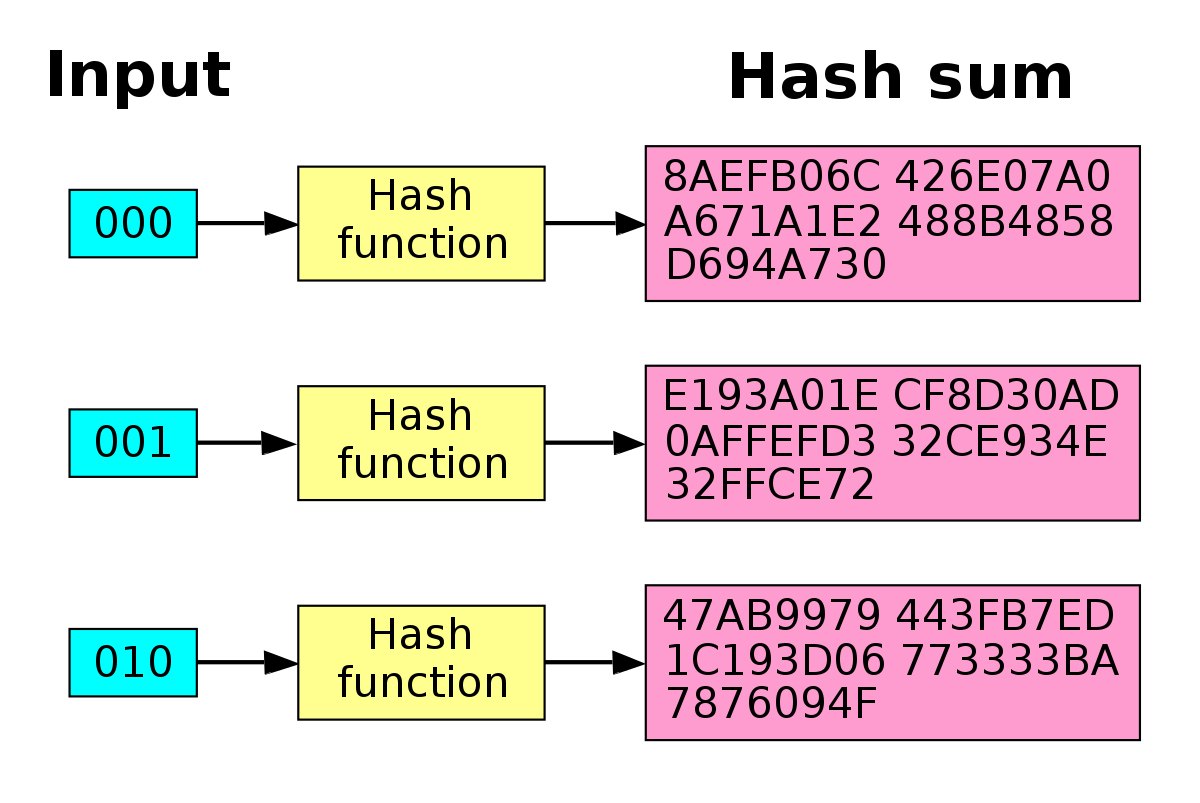 Input
Hash sum
000
Hash
function
8AEFB06C 426E07A0
A671A1E2 488B4858
D694A730
001
Hash
function
E193A01E CF8D30AD
0AFFEFD3 32CE934E
32FFCE72
010
Hash
function
47AB9979 443FB7ED
1C193D06 773333BA
7876094F